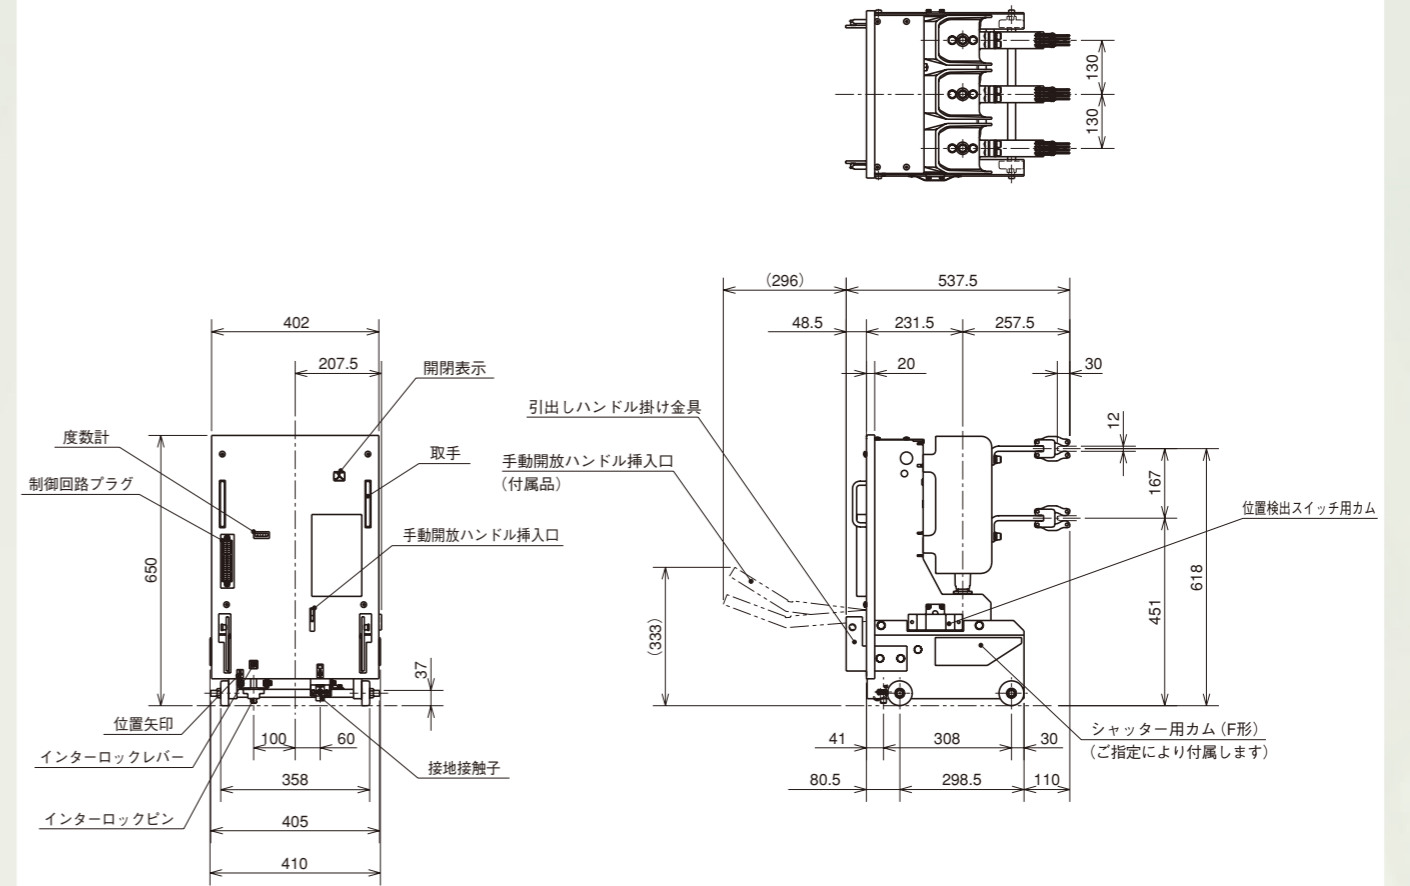 130
130
(296)
537.5
402
48.5
231.5
257.5
207.5
20
30
開閉表示
引出しハンドル掛け金具
12
度数計
取手
手動開放ハンドル挿入口
(付属品)
制御回路プラグ
167
位置検出スイッチ用カム
手動開放ハンドル挿入口
650
618
451
(333)
37
位置矢印
100
60
41
308
30
シャッター用カム(F形)
(ご指定により付属します)
インターロックレバー
接地接触子
358
80.5
298.5
110
インターロックピン
405
410